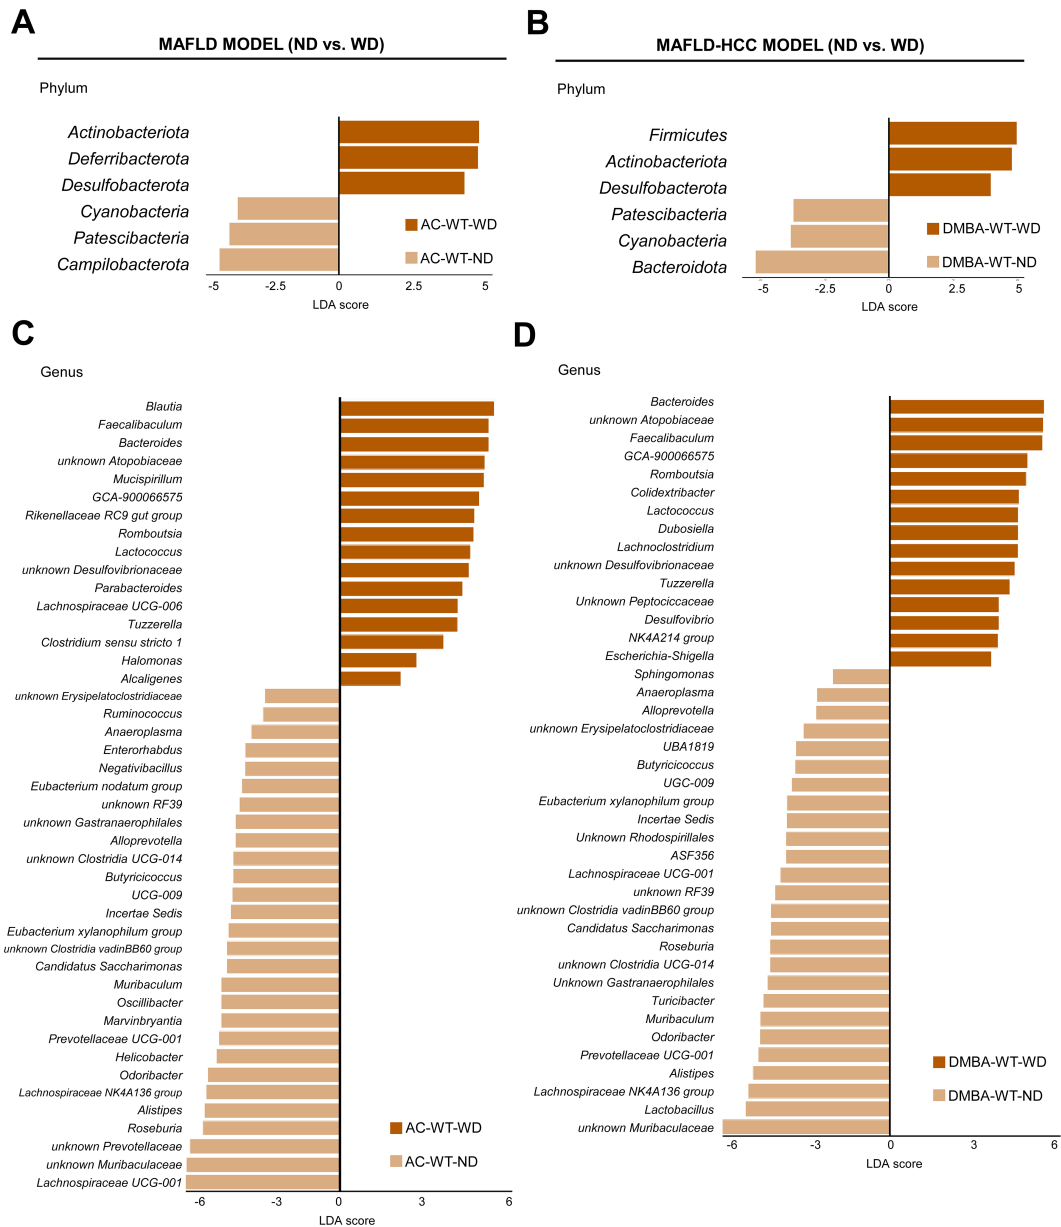 A
MAFLD MODEL (ND vs. WD)
Phylum
Actinobacteriota
Deferribacterota
Desulfobacterota
Cyanobacteria
Patescibacteria
Campilobacterota
AC-WT-WD
AC-WT-ND
-5 -2.5 0 2.5 5
LDA score
B
MAFLD-HCC MODEL (ND vs. WD)
Phylum
Firmicutes
Actinobacteriota
Desulfobacterota
Patescibacteria
Cyanobacteria
Bacteroidota
DMBA-WT-WD
DMBA-WT-ND
-5 -2.5 0 2.5 5
LDA score
C
Genus
Blautia
Faecalibaculum
Bacteroides
unknown Atopobiaceae
Mucispirillum
GCA-900066575
Rikenellaceae RC9 gut group
Romboutsia
Lactococcus
unknown Desulfovibrionaceae
Parabacteroides
Lachnospiraceae UCG-006
Tuzzerella
Clostridium sensu stricto 1
Halomonas
Alcaligenes
unknown Erysipelatoclostridiaceae
Ruminococcus
Anaeroplasma
Enterorhabdus
Negativibacillus
Eubacterium nodatum group
unknown RF39
unknown Gastranaerophilales
Alloprevotella
unknown Clostridia UCG-014
Butyricicoccus
UCG-009
Incertae Sedis
Eubacterium xylanophilum group
unknown Clostridia vadinBB60 group
Candidatus Saccharimonas
Muribaculum
Oscillibacter
Marvinbryantia
Prevotellaceae UCG-001
Helicobacter
Odoribacter
Lachnospiraceae NK4A136 group
Alistipes
Roseburia
unknown Prevotellaceae
unknown Muribaculaceae
Lachnospiraceae UCG-001
AC-WT-WD
AC-WT-ND
-6 -3 0 3 6
LDA score
D
Genus
Bacteroides
unknown Atopobiaceae
Faecalibaculum
GCA-900066575
Romboutsia
Colidextribacter
Lactococcus
Dubosiella
Lachnoclostridium
unknown Desulfovibrionaceae
Tuzzerella
Unknown Peptociccaceae
Desulfovibrio
NK4A214 group
Escherichia-Shigella
Sphingomonas
Anaeroplasma
Alloprevotella
unknown Erysipelatoclostridiaceae
UBA1819
Butyricicoccus
UGC-009
Eubacterium xylanophilum group
Incertae Sedis
Unknown Rhodospirillales
ASF356
Lachnospiraceae UCG-001
unknown RF39
unknown Clostridia vadinBB60 group
Candidatus Saccharimonas
Roseburia
unknown Clostridia UCG-014
Unknown Gastranaerophilales
Turicibacter
Muribaculum
Odoribacter
Prevotellaceae UCG-001
Alistipes
Lachnospiraceae NK4A136 group
Lactobacillus
unknown Muribaculaceae
DMBA-WT-WD
DMBA-WT-ND
-6 -3 0 3 6
LDA score